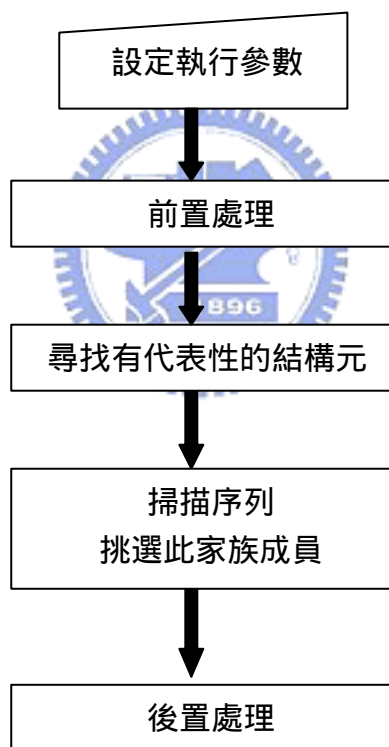 設定執行參數
前置處理
1896
尋找有代表性的結構元
掃描序列
挑選此家族成員
後置處理